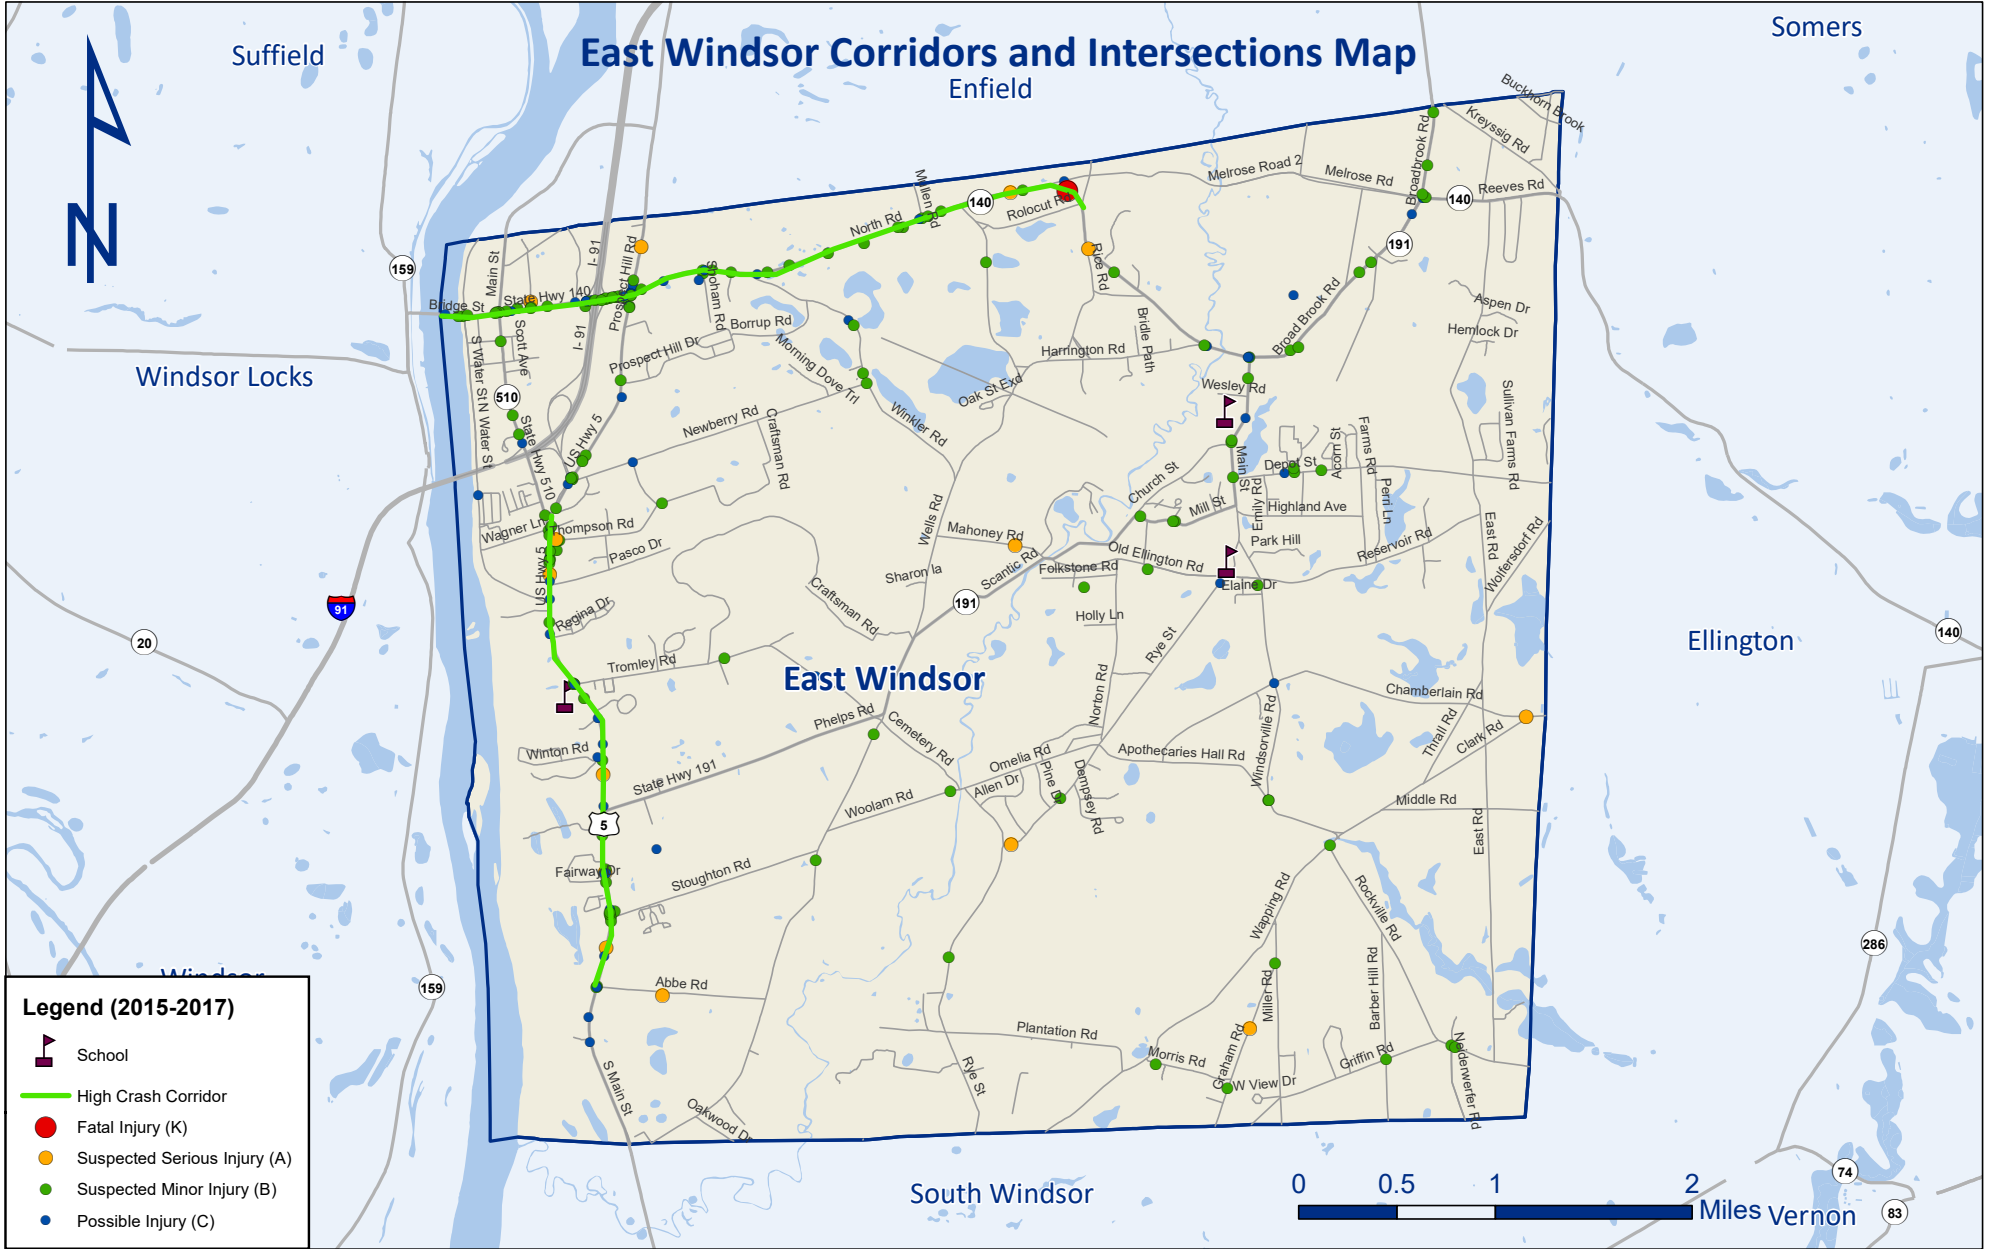 East Windsor Corridors and Intersections Map
Suffield
Enfield
Somers
Windsor Locks
Ellington
East Windsor
South Windsor
Vernon
N
Buckhorn Brook
Kreyssig Rd
Broadbrook Rd
Melrose Road 2
Melrose Rd
140
Reeves Rd
191
Mullen Rd
140
Rolocut
North Rd
Rice Rd
159
Main St
I- 91
Prospect Hill Rd
Bridge St
State Hwy 140
Shoham Rd
Borrup Rd
Scott Ave
I- 91
Prospect Hill Dr
Morning Dove Trl
Bridle Path
Harrington Rd
Broad Brook Rd
Aspen Dr
Hemlock Dr
S Water St
N Water St
510
State Hwy 510
US Hwy 5
Newberry Rd
Craftsman Rd
Winkler Rd
Oak St Exd
Wesley Rd
Sullivan Farms Rd
Farms Rd
Acorn St
Depot St
Main St
Church St
Mill St
Emily Rd
Highland Ave
Perri Ln
Wagner Ln
Thompson Rd
Pasco Dr
Wells Rd
Mahoney Rd
Scantic Rd
Old Ellington Rd
Park Hill
Reservoir Rd
East Rd
Wolfersdorf Rd
US Hwy 5
Regina Dr
Sharon la
Folkstone Rd
Elaine Dr
91
20
Craftsman Rd
191
Holly Ln
Rye St
140
Tromley Rd
Norton Rd
Phelps Rd
Cemetery Rd
Chamberlain Rd
Windsorville Rd
Thrall Rd
Clark Rd
Winton Rd
State Hwy 191
Omelia Rd
Apothecaries Hall Rd
Allen Dr
Pine Dr
Dempsey Rd
Middle Rd
East Rd
5
Woolam Rd
Fairway Dr
Stoughton Rd
Wapping Rd
Rockville Rd
286
159
Abbe Rd
Miller Rd
Barber Hill Rd
Plantation Rd
Morris Rd
Graham Rd
Griffin Rd
Neiderwerfer Rd
W View Dr
Rye St
S Main St
Oakwood Dr
74
83
Windsor
Legend (2015-2017)
School
High Crash Corridor
Fatal Injury (K)
Suspected Serious Injury (A)
Suspected Minor Injury (B)
Possible Injury (C)
0 0.5 1 2
Miles